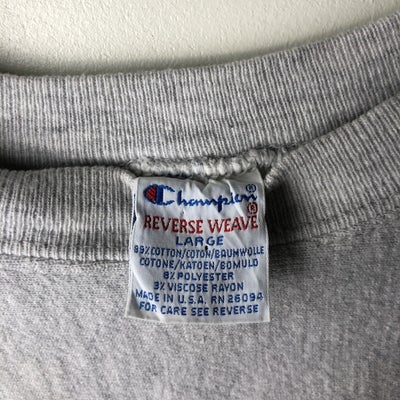 Champion®
REVERSE WEAVE®
LARGE
89% COTTON/COTON/BAUMWOLLE
COTONE/KATOEN/BOMULD
8% POLYESTER
3% VISCOSE RAYON
MADE IN U.S.A. RN 26094
FOR CARE SEE REVERSE